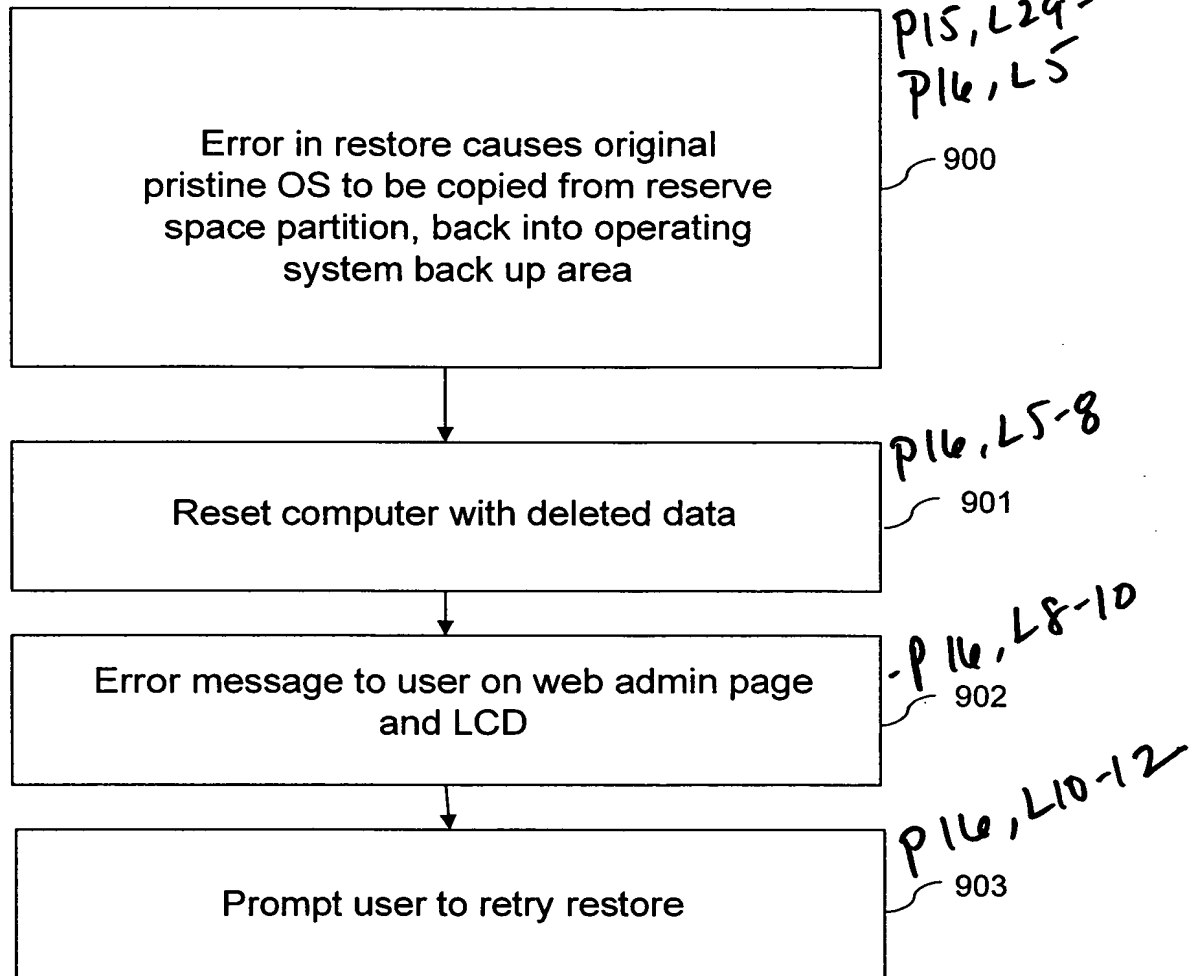 P15, L29-
P16, L5
900
Error in restore causes original
pristine OS to be copied from reserve
space partition, back into operating
system back up area
P16, L5-8
901
Reset computer with deleted data
-P16, L8-10
902
Error message to user on web admin page
and LCD
P16, L10-12
903
Prompt user to retry restore